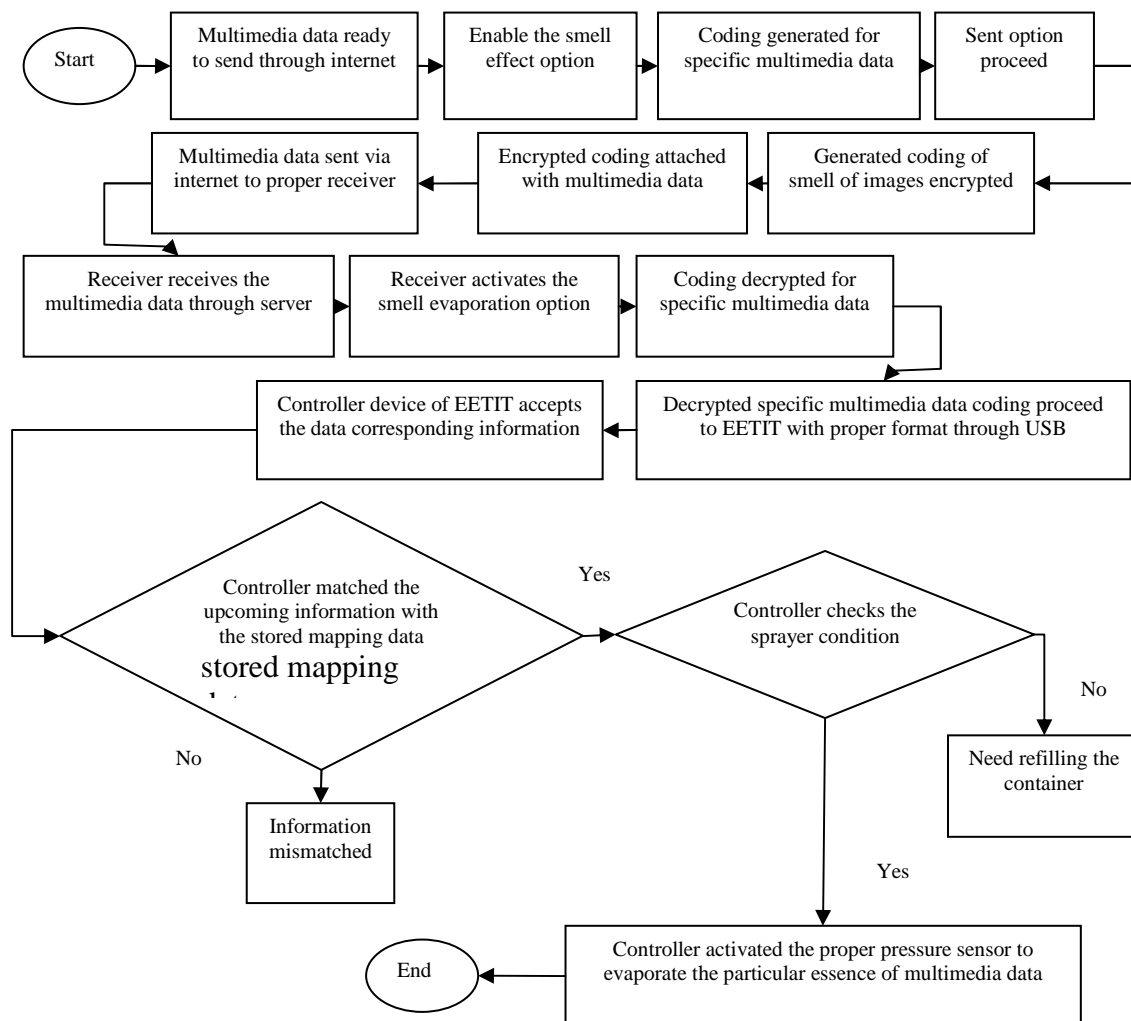 Start
Multimedia data ready
to send through internet
Enable the smell
effect option
Coding generated for
specific multimedia data
Sent option
proceed
Generated coding of
smell of images encrypted
Encrypted coding attached
with multimedia data
Multimedia data sent via
internet to proper receiver
Receiver receives the
multimedia data through server
Receiver activates the
smell evaporation option
Coding decrypted for
specific multimedia data
Decrypted specific multimedia data coding proceed
to EETIT with proper format through USB
Controller device of EETIT accepts
the data corresponding information
Controller matched the
upcoming information with
the stored mapping data
stored mapping
Yes
Controller checks the
sprayer condition
No
Need refilling the
container
No
Information
mismatched
Yes
Controller activated the proper pressure sensor to
evaporate the particular essence of multimedia data
End